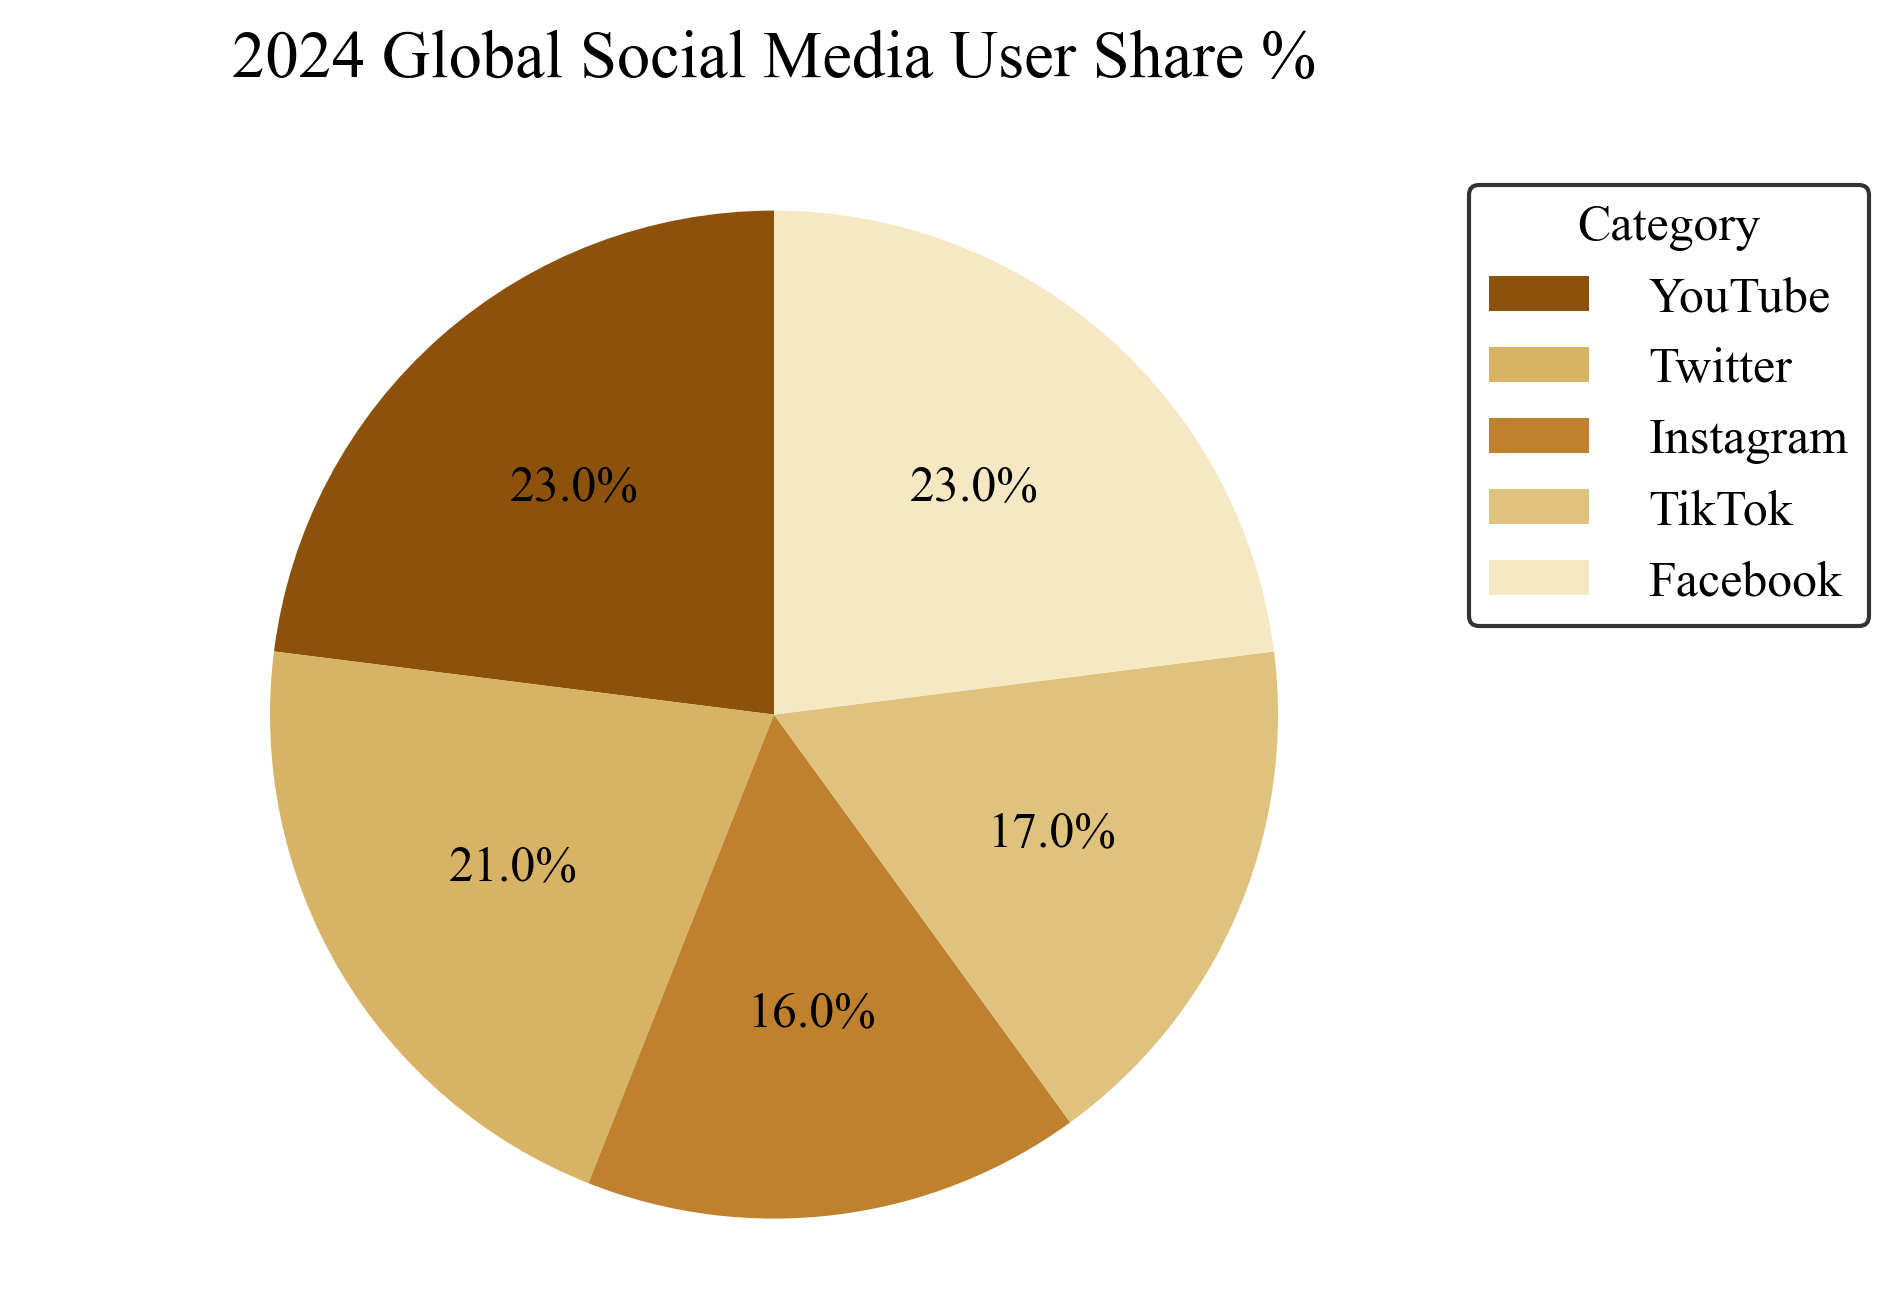 2024 Global Social Media User Share %
Category
YouTube
Twitter
Instagram
TikTok
Facebook
23.0%
23.0%
17.0%
21.0%
16.0%